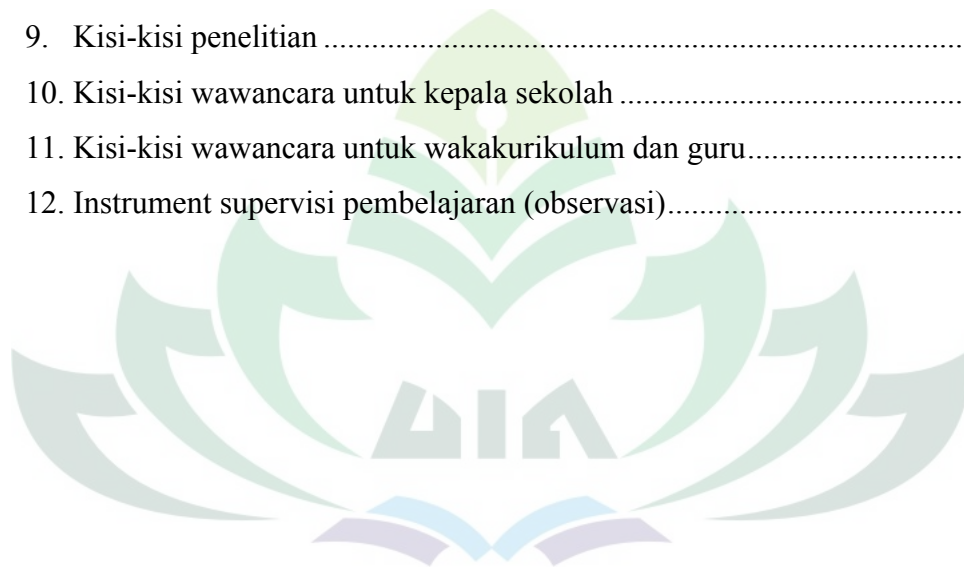 9. Kisi-kisi penelitian ....................................................................................
10. Kisi-kisi wawancara untuk kepala sekolah ..............................................
11. Kisi-kisi wawancara untuk wakakurikulum dan guru.............................
12. Instrument supervisi pembelajaran (observasi).......................................
UIN